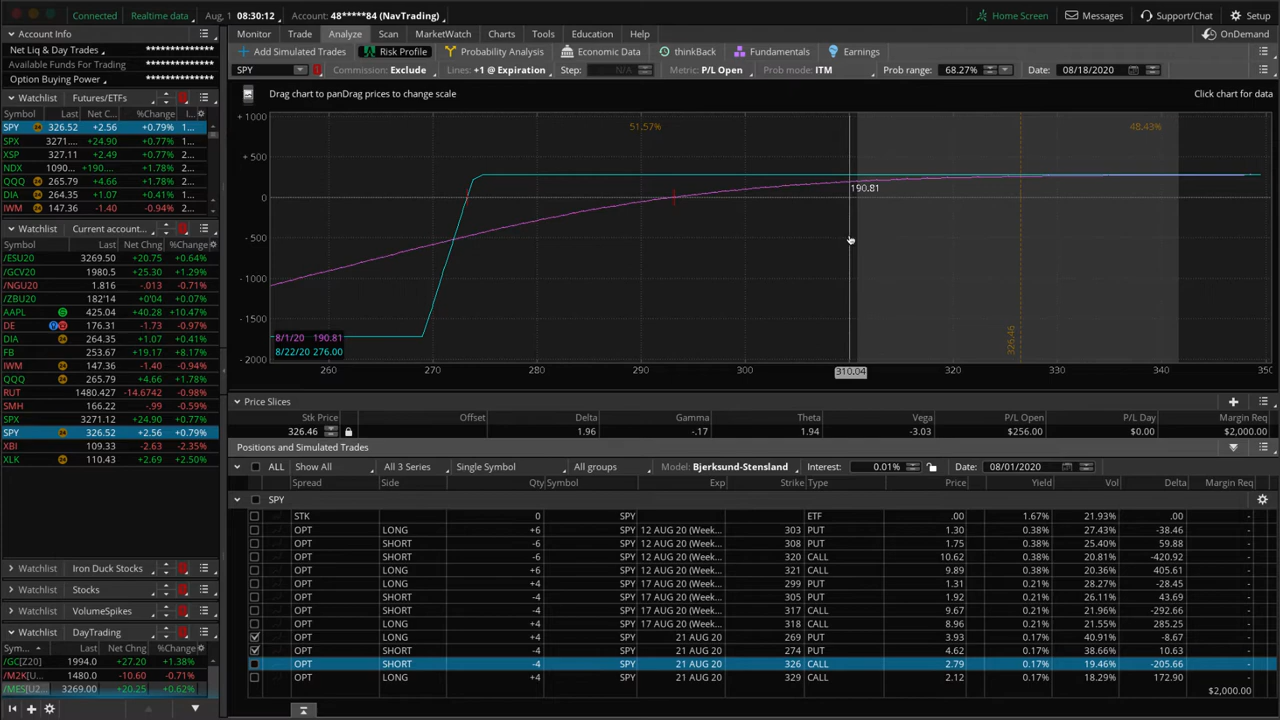 Connected Realtime data Aug, 1 08:30:12 Account: 48*****84 (NavTrading) Home Screen Messages Support/Chat Setup
Account Info Monitor Trade Analyze Scan MarketWatch Charts Tools Education Help OnDemand
Net Liq & Day Trades **************
Available Funds For Trading **************
Option Buying Power **************
Add Simulated Trades Risk Profile Probability Analysis Economic Data thinkBack Fundamentals Earnings
SPY Commission: Exclude Lines: +1 @ Expiration Step: N/A Metric: P/L Open Prob mode: ITM Prob range: 68.27% Date: 08/18/2020
Drag chart to panDrag prices to change scale Click chart for data
Watchlist Futures/ETFs
Symbol Last Net C... %Change
SPY 326.52 +2.56 +0.79% 1...
SPX 3271.... +24.90 +0.77% 1...
XSP 327.11 +2.49 +0.77% 2...
NDX 1090... +190.... +1.78% 2...
QQQ 265.79 +4.66 +1.78% 2...
DIA 264.35 +1.07 +0.41% 1...
IWM 147.36 -1.40 -0.94% 2...
Watchlist Current account...
Symbol Last Net Chng %Change
/ESU20 3269.50 +20.75 +0.64%
/GCV20 1980.5 +25.30 +1.29%
/NGU20 1.816 -.013 -0.71%
/ZBU20 182'14 +0'04 +0.07%
AAPL 425.04 +40.28 +10.47%
DE 176.31 -1.73 -0.97%
DIA 264.35 +1.07 +0.41%
FB 253.67 +19.17 +8.17%
IWM 147.36 -1.40 -0.94%
QQQ 265.79 +4.66 +1.78%
RUT 1480.427 -14.6742 -0.98%
SMH 166.22 -.99 -0.59%
SPX 3271.12 +24.90 +0.77%
SPY 326.52 +2.56 +0.79%
XBI 109.33 -2.63 -2.35%
XLK 110.43 +2.69 +2.50%
Watchlist Iron Duck Stocks
Watchlist Stocks
Watchlist VolumeSpikes
Watchlist DayTrading
Sym... Last Net Chng %Change
/GC[Z20] 1994.0 +27.20 +1.38%
/M2K[U... 1480.0 -10.60 -0.71%
/MES[U2... 3269.00 +20.25 +0.62%
+ 1000
+ 500
0
- 500
- 1000
- 1500
- 2000
51.57% 48.43%
190.81
326.46
8/1/20 190.81
8/22/20 276.00
260 270 280 290 300 310.04 320 330 340 350
Price Slices
Stk Price Offset Delta Gamma Theta Vega P/L Open P/L Day Margin Req
326.46 1.96 -.17 1.94 -3.03 $256.00 $0.00 $2,000.00
Positions and Simulated Trades
ALL Show All All 3 Series Single Symbol All groups Model: Bjerksund-Stensland Interest: 0.01% Date: 08/01/2020
Spread Side Qty Symbol Exp Strike Type Price Yield Vol Delta Margin Req
SPY
STK 0 SPY ETF .00 1.67% 21.93% .00 -
OPT LONG +6 SPY 12 AUG 20 (Week... 303 PUT 1.30 0.38% 27.43% -38.46 -
OPT SHORT -6 SPY 12 AUG 20 (Week... 308 PUT 1.75 0.38% 25.40% 59.88 -
OPT SHORT -6 SPY 12 AUG 20 (Week... 320 CALL 10.62 0.38% 20.81% -420.92 -
OPT LONG +6 SPY 12 AUG 20 (Week... 321 CALL 9.89 0.38% 20.36% 405.61 -
OPT LONG +4 SPY 17 AUG 20 (Week... 299 PUT 1.31 0.21% 28.27% -28.45 -
OPT SHORT -4 SPY 17 AUG 20 (Week... 305 PUT 1.92 0.21% 26.11% 43.69 -
OPT SHORT -4 SPY 17 AUG 20 (Week... 317 CALL 9.67 0.21% 21.96% -292.66 -
OPT LONG +4 SPY 17 AUG 20 (Week... 318 CALL 8.96 0.21% 21.55% 285.25 -
OPT LONG +4 SPY 21 AUG 20 269 PUT 3.93 0.17% 40.91% -8.67 -
OPT SHORT -4 SPY 21 AUG 20 274 PUT 4.62 0.17% 38.66% 10.63 -
OPT SHORT -4 SPY 21 AUG 20 326 CALL 2.79 0.17% 19.46% -205.66 -
OPT LONG +4 SPY 21 AUG 20 329 CALL 2.12 0.17% 18.29% 172.90 -
$2,000.00